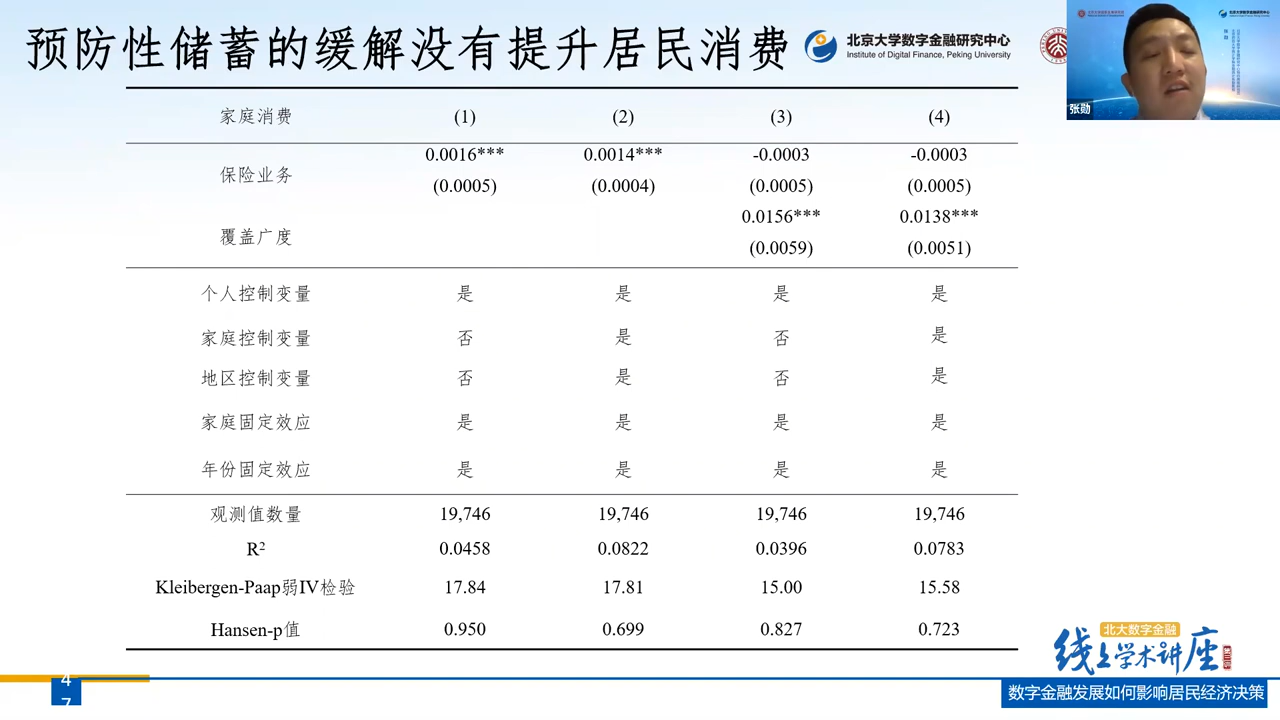 预防性储蓄的缓解没有提升居民消费
北京大学数字金融研究中心
Institute of Digital Finance, Peking University
张勋
家庭消费 (1) (2) (3) (4)
保险业务 0.0016*** 0.0014*** -0.0003 -0.0003
(0.0005) (0.0004) (0.0005) (0.0005)
覆盖广度 0.0156*** 0.0138***
(0.0059) (0.0051)
个人控制变量 是 是 是 是
家庭控制变量 否 是 否 是
地区控制变量 否 是 否 是
家庭固定效应 是 是 是 是
年份固定效应 是 是 是 是
观测值数量 19,746 19,746 19,746 19,746
R² 0.0458 0.0822 0.0396 0.0783
Kleibergen-Paap弱IV检验 17.84 17.81 15.00 15.58
Hansen-p值 0.950 0.699 0.827 0.723
47
北大数字金融
线上学术讲座
数字金融发展如何影响居民经济决策